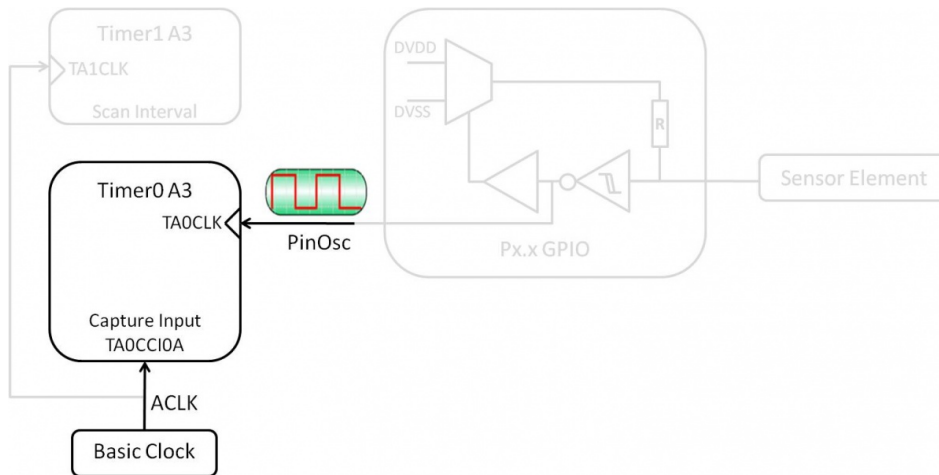 Timer1 A3
TA1CLK
Scan Interval
DVDD
DVSS
R
Sensor Element
Px.x GPIO
Timer0 A3
TA0CLK
PinOsc
Capture Input
TA0CCI0A
ACLK
Basic Clock